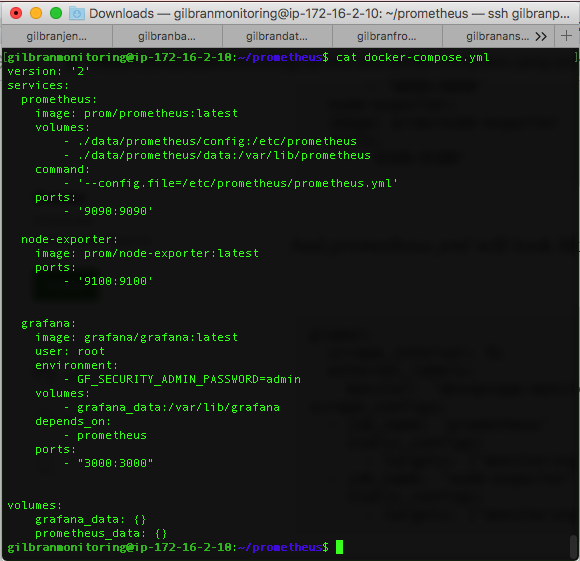 Downloads — gilbranmonitoring@ip-172-16-2-10: ~/prometheus — ssh gilbranp...
gilbranjen... gilbranba... gilbrandat... gilbranfro... gilbranans... >> +
[gilbranmonitoring@ip-172-16-2-10:~/prometheus$ cat docker-compose.yml ]
version: '2'
services:
  prometheus:
    image: prom/prometheus:latest
    volumes:
        - ./data/prometheus/config:/etc/prometheus
        - ./data/prometheus/data:/var/lib/prometheus
    command:
        - '--config.file=/etc/prometheus/prometheus.yml'
    ports:
        - '9090:9090'
  node-exporter:
    image: prom/node-exporter:latest
    ports:
        - '9100:9100'
  grafana:
    image: grafana/grafana:latest
    user: root
    environment:
        - GF_SECURITY_ADMIN_PASSWORD=admin
    volumes:
        - grafana_data:/var/lib/grafana
    depends_on:
        - prometheus
    ports:
        - "3000:3000"
volumes:
    grafana_data: {}
    prometheus_data: {}
gilbranmonitoring@ip-172-16-2-10:~/prometheus$